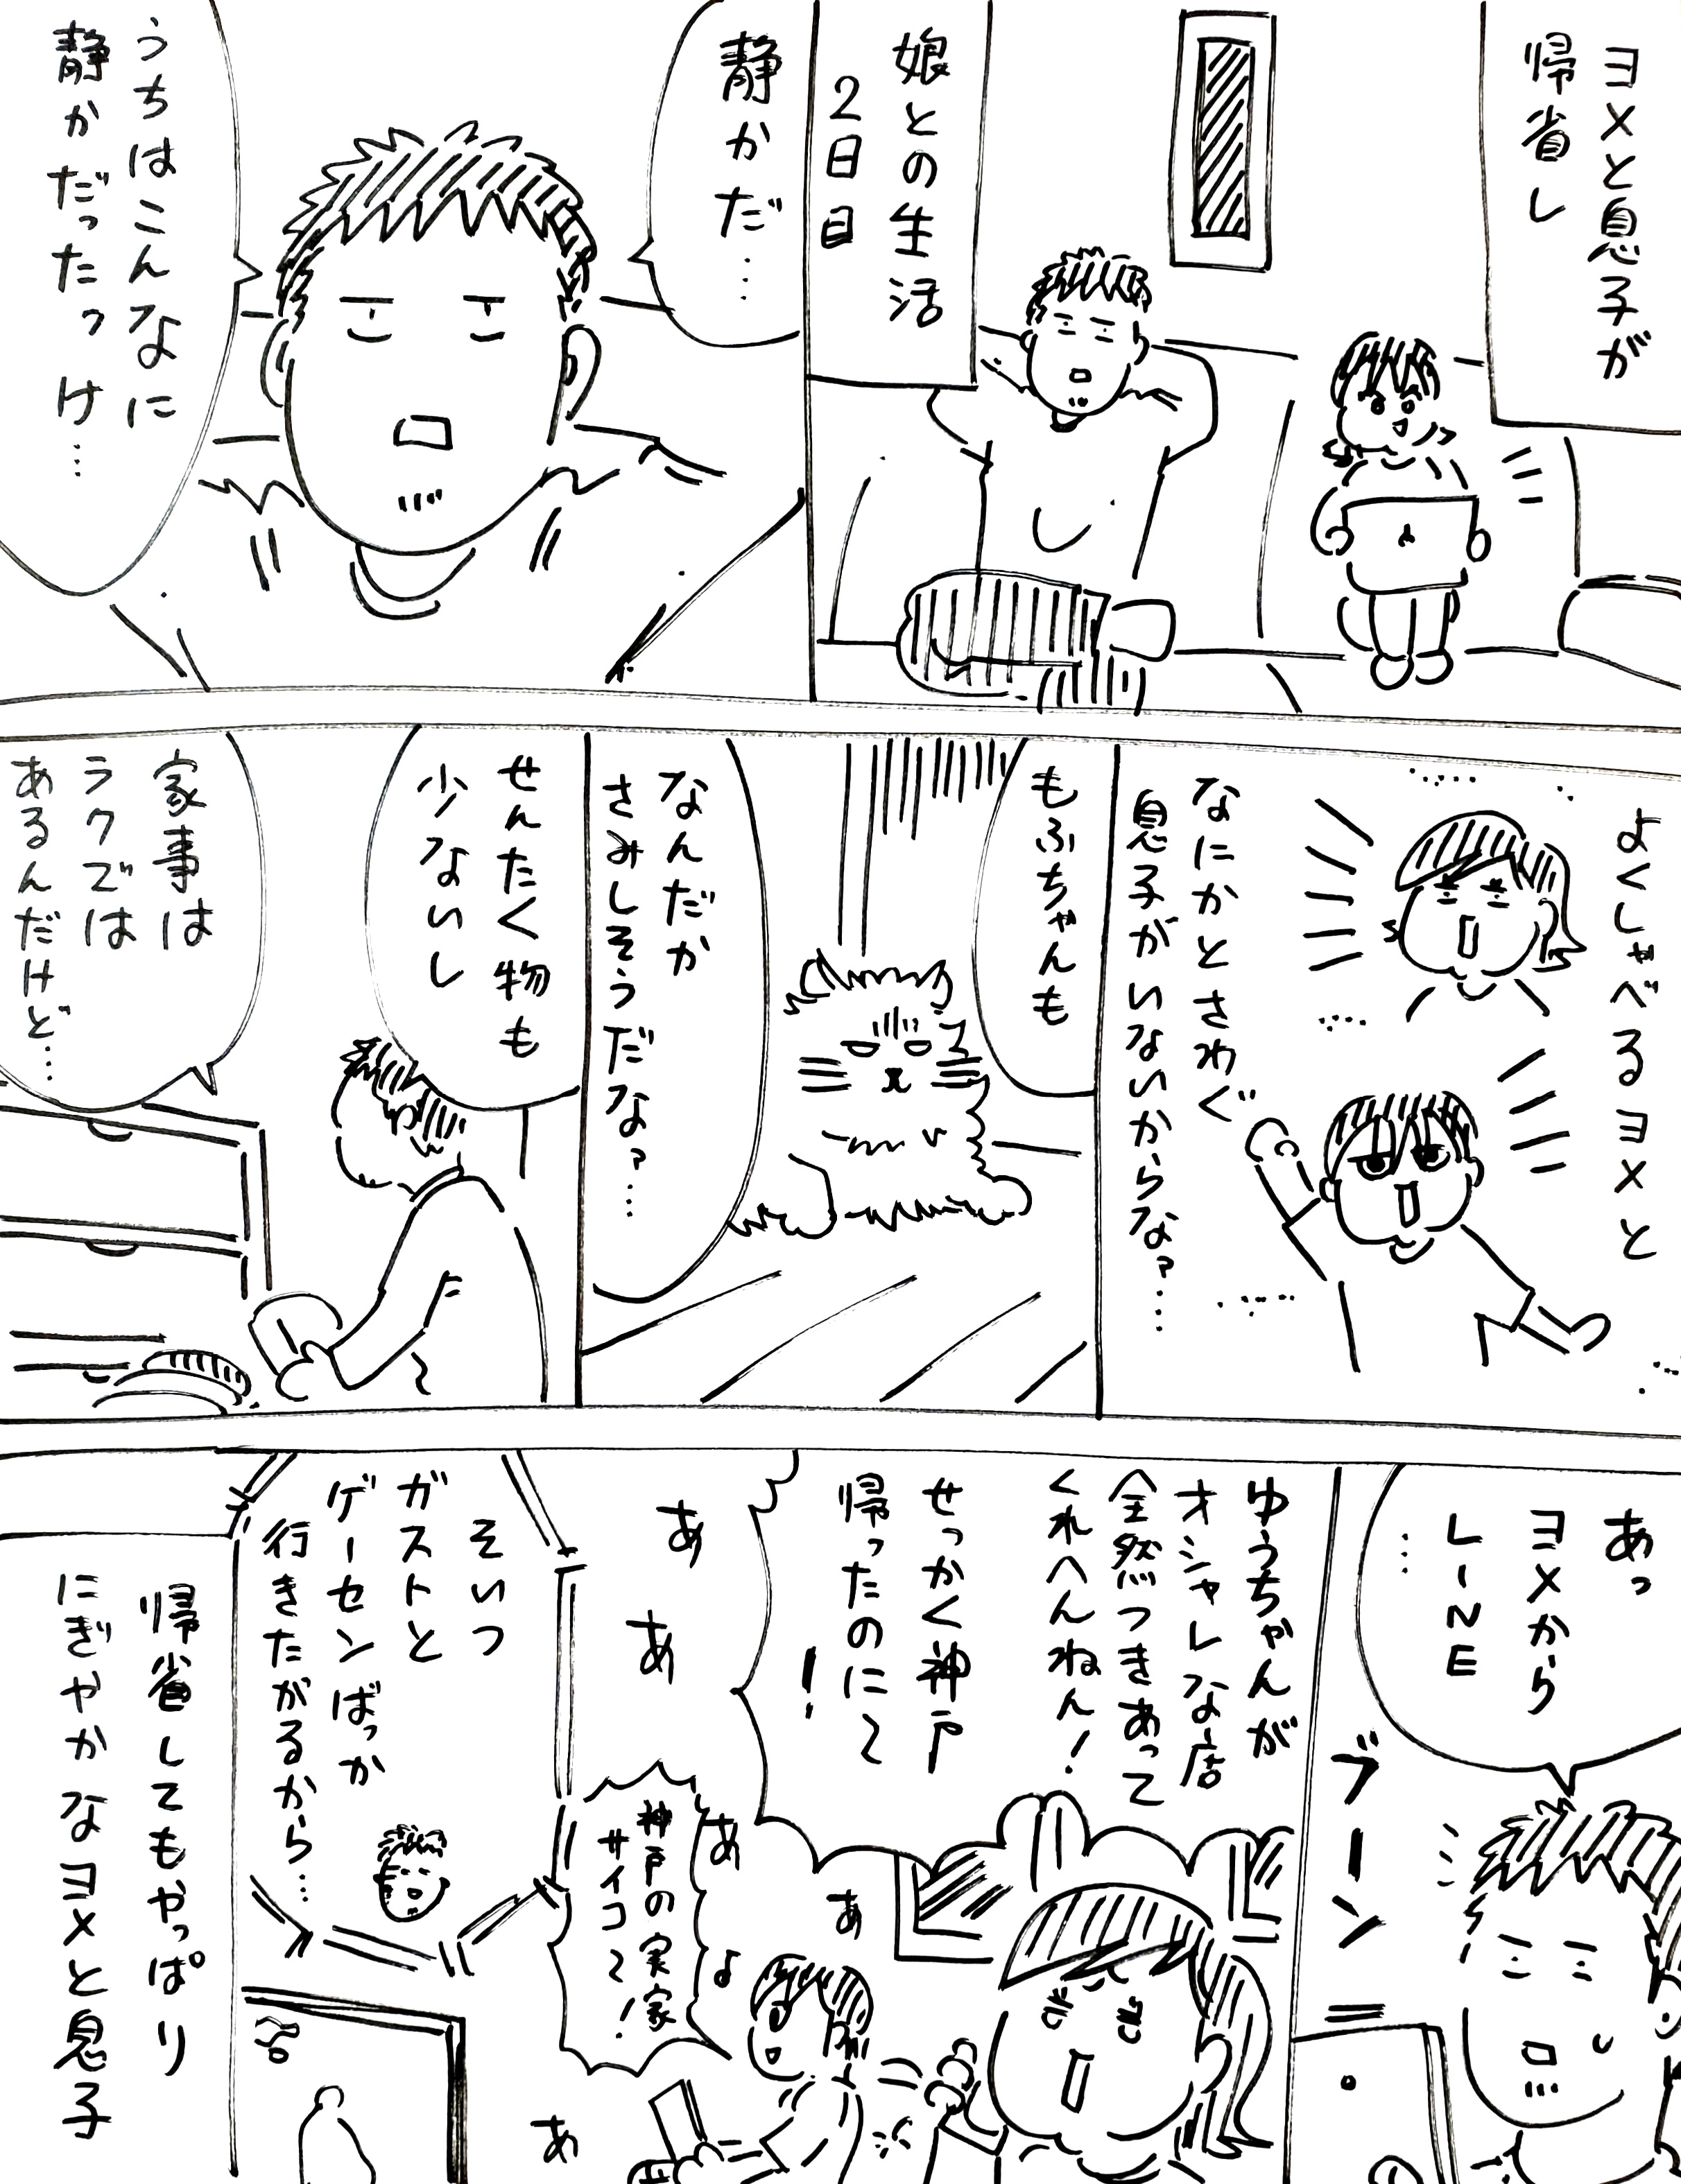 ヨメと息子が
帰省し
娘との生活
2日目
静かだ…
うちはこんなに
静かだったっけ…
よくしゃべるヨメと
なにかとさわぐ
息子がいないからな？…
もふちゃんも
なんだか
さみしそうだな？…
せんたく物も
少ないし
家事は
ラクでは
あるんだけど…
あっ
ヨメから
LINE
…
ブーン
ゆうちゃんが
オシャレな店
全然つきあって
くれへんねん！
せっかく神戸
帰ったのに〜
！
神戸の実家
サイコ〜！
あ
あ
あ
あ
よ
あ
そいつ
ガストと
ゲーセンばっか
行きたがるから…
帰省してもやっぱり
にぎやかなヨメと息子